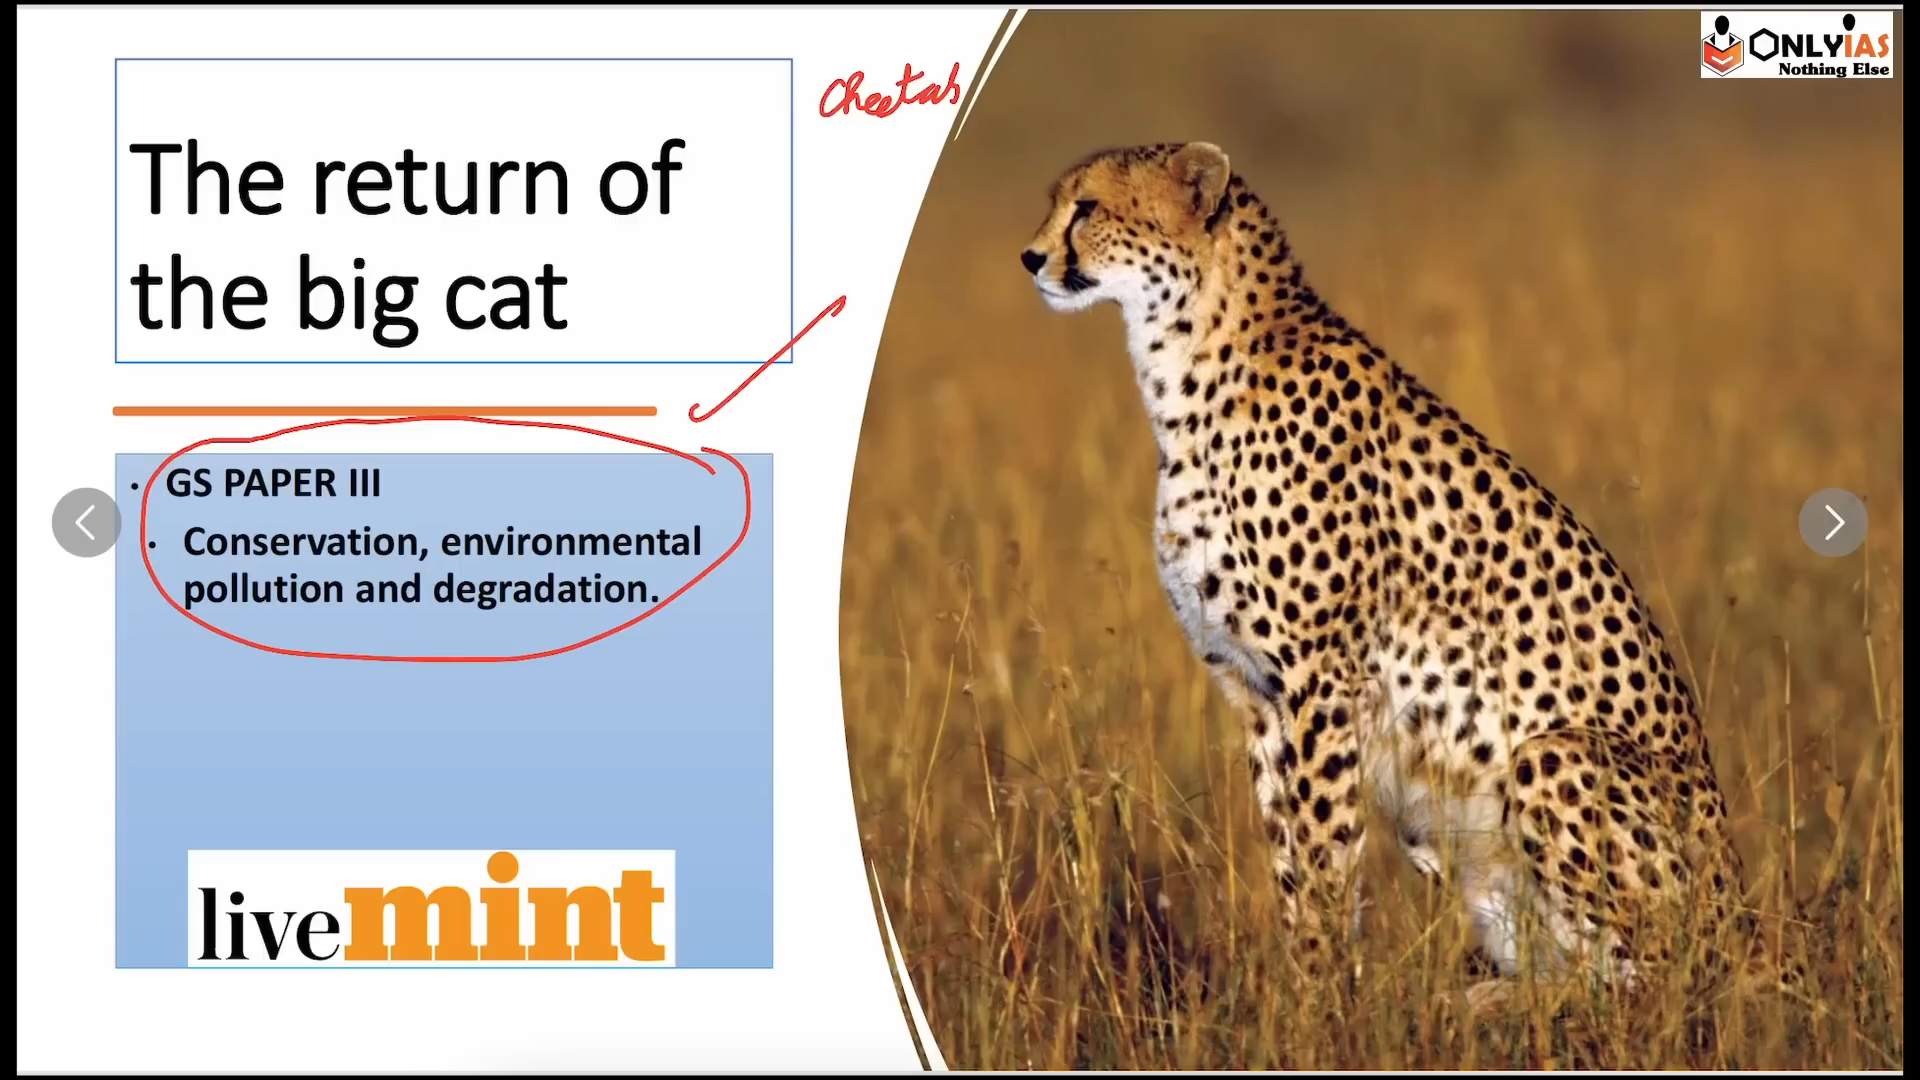 The return of
the big cat
Cheetah
ONLYIAS
Nothing Else
• GS PAPER III
• Conservation, environmental
pollution and degradation.
livemint